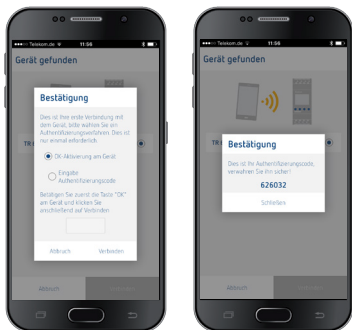 Telekom.de 11:56
Gerät gefunden
Bestätigung
Dies ist Ihre erste Verbindung mit
dem Gerät, bitte wählen Sie ein
Authentifizierungsverfahren. Dies ist
nur einmal erforderlich.
TR
OK-Aktivierung am Gerät
Eingabe
Authentifizierungscode
Betätigen Sie zuerst die Taste "OK"
am Gerät und klicken Sie
anschließend auf Verbinden
Abbruch Verbinden
Abbruch
Telekom.de 11:56
Gerät gefunden
TR
Bestätigung
Dies ist Ihr Authentifizierungscode,
verwahren Sie ihn sicher!
626032
Schließen
Abbruch